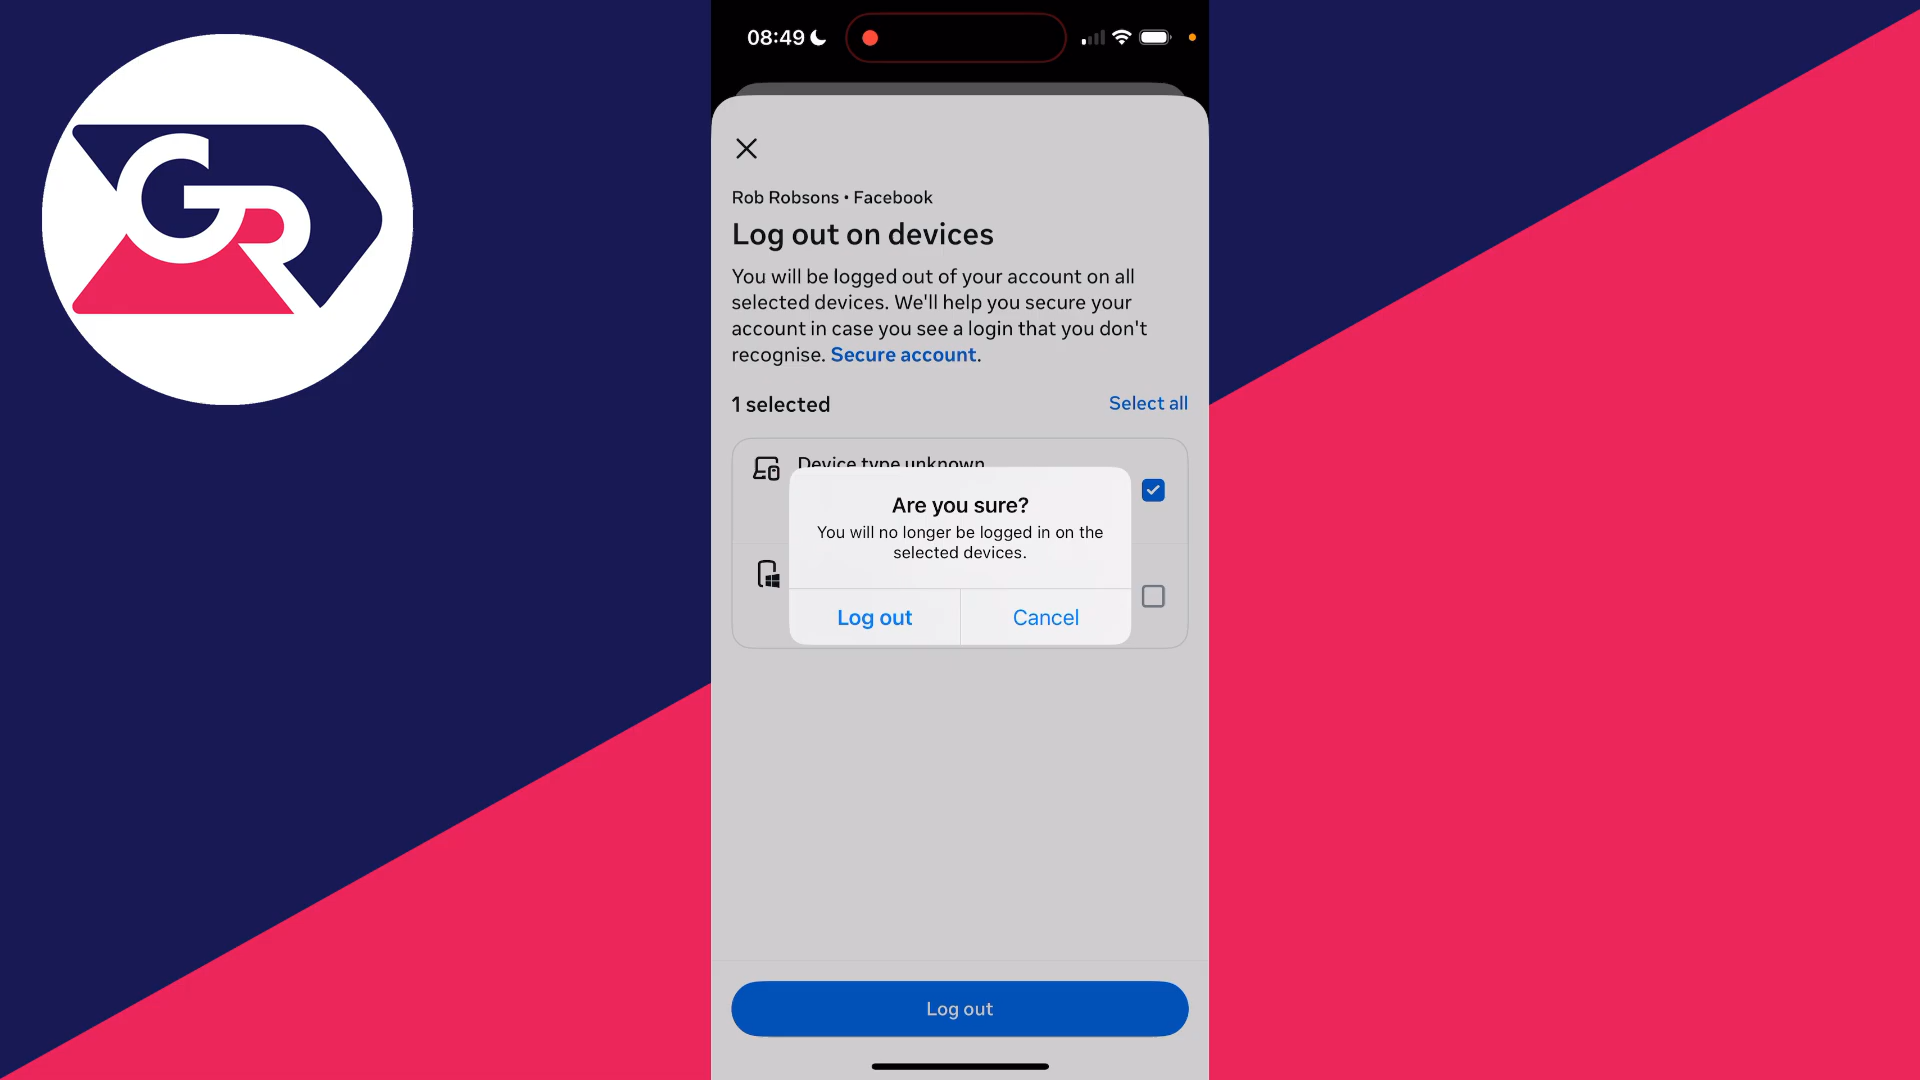 GR
08:49
Rob Robsons • Facebook
Log out on devices
You will be logged out of your account on all
selected devices. We'll help you secure your
account in case you see a login that you don't
recognise. Secure account.
1 selected
Select all
Device type unknown
Are you sure?
You will no longer be logged in on the
selected devices.
Log out
Cancel
Log out